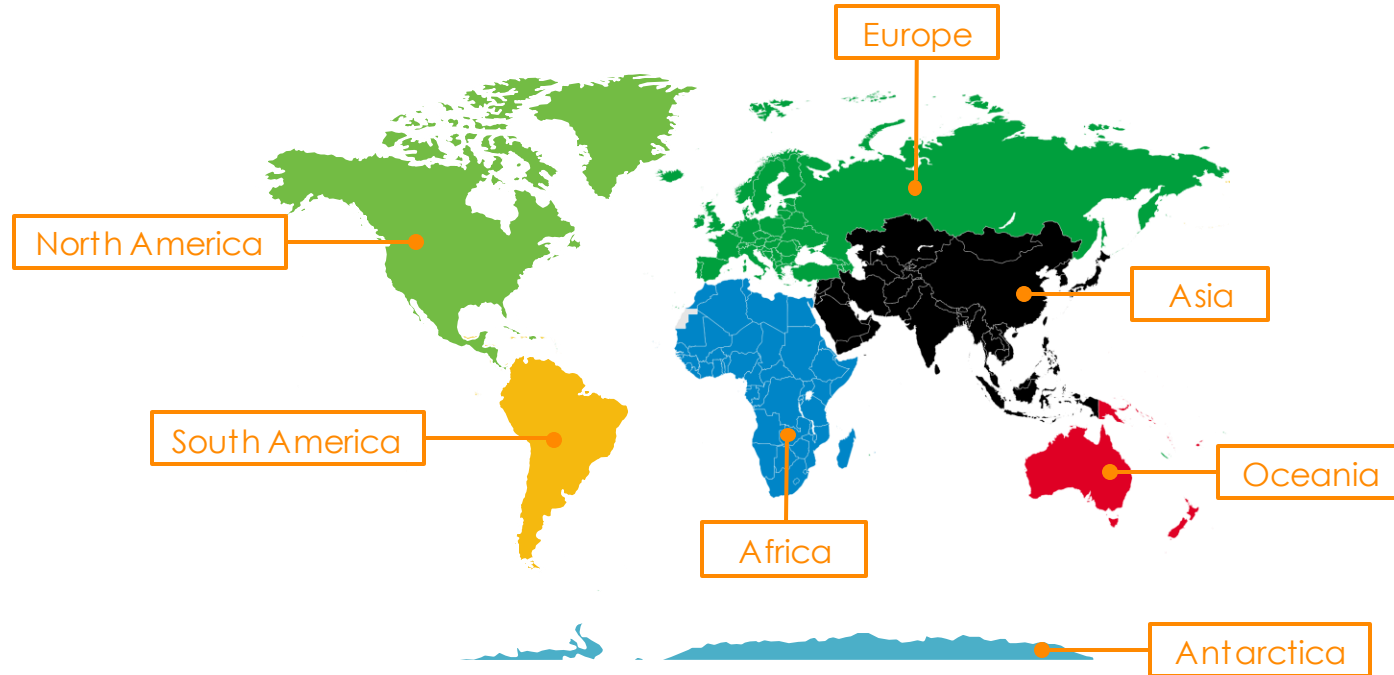 Europe
North America
Asia
South America
Oceania
Africa
Antarctica